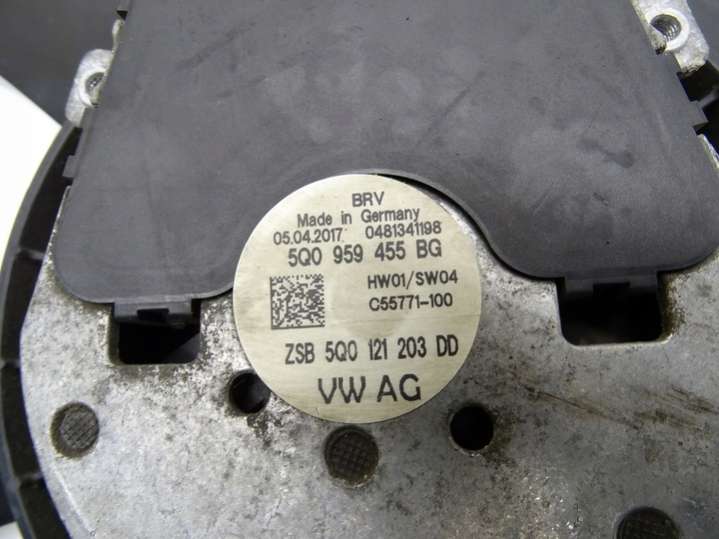 BRV
Made in Germany
05.04.2017 0481341198
5Q0 959 455 BG
HW01/SW04
C55771-100
ZSB 5Q0 121 203 DD
VW AG